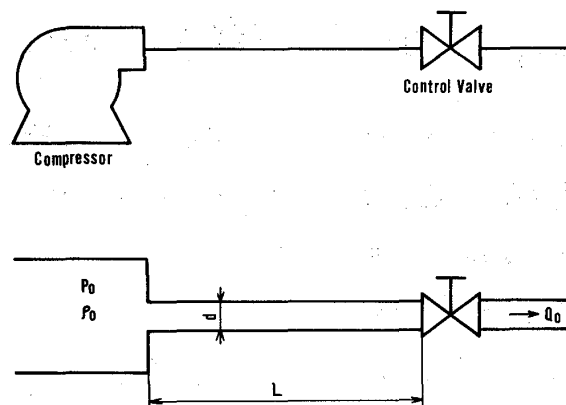 Control Valve
Compressor
P₀
ρ₀
d
Q₀
L